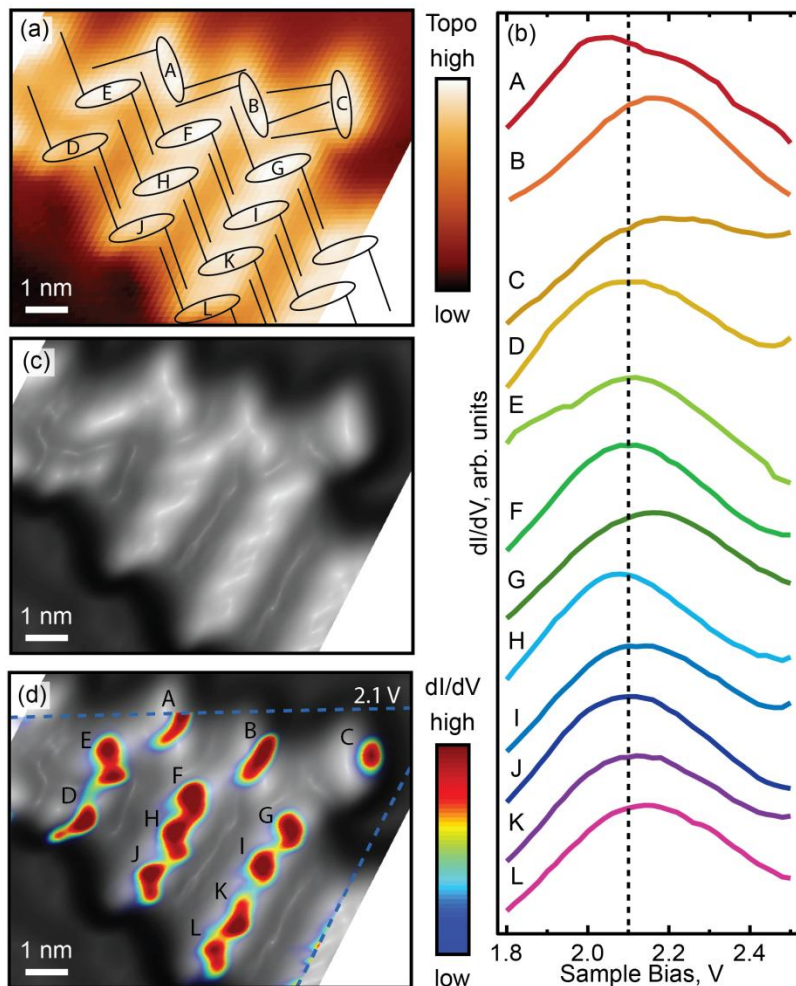 (a)
A
E
B
C
D
F
G
H
I
J
K
L
1 nm
Topo
high
low
(b)
A
B
C
D
E
F
G
H
I
J
K
L
dI/dV, arb. units
1.8 2.0 2.2 2.4
Sample Bias, V
(c)
1 nm
(d)
2.1 V
A
E
B
C
D
F
G
H
I
J
K
L
1 nm
dI/dV
high
low